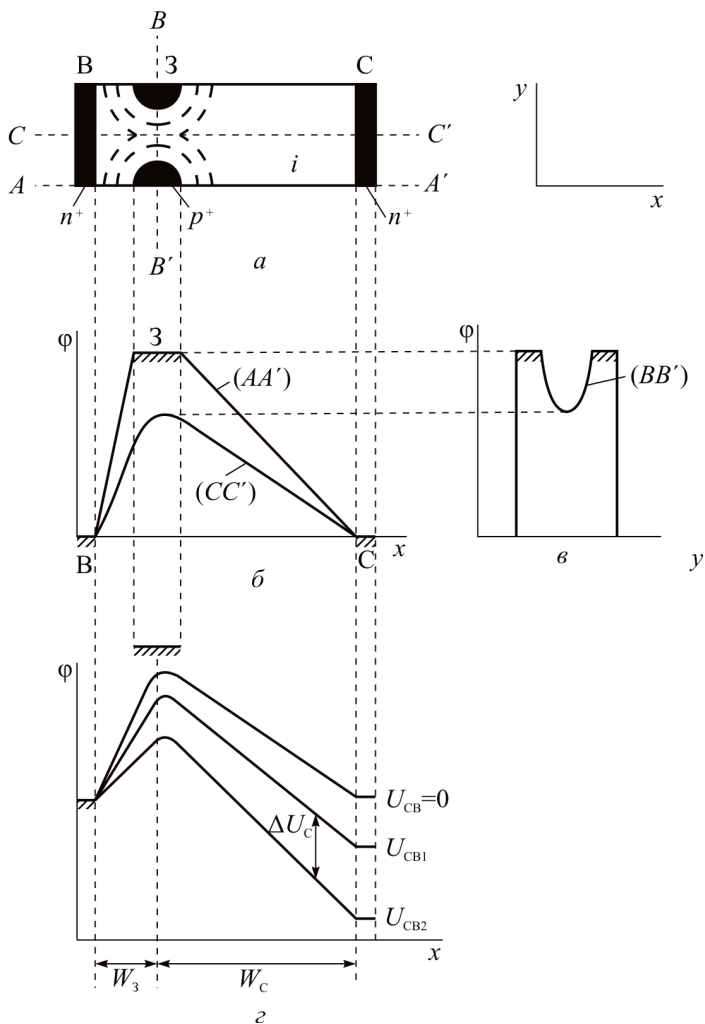 B
В З С
y
C C′
i
A A′
x
n⁺ p⁺ n⁺
B′
а
φ З φ
(AA′) (BB′)
(CC′)
В С x
б в y
φ
U_СВ=0
ΔU_С
U_СВ1
U_СВ2
x
W_З W_С
г